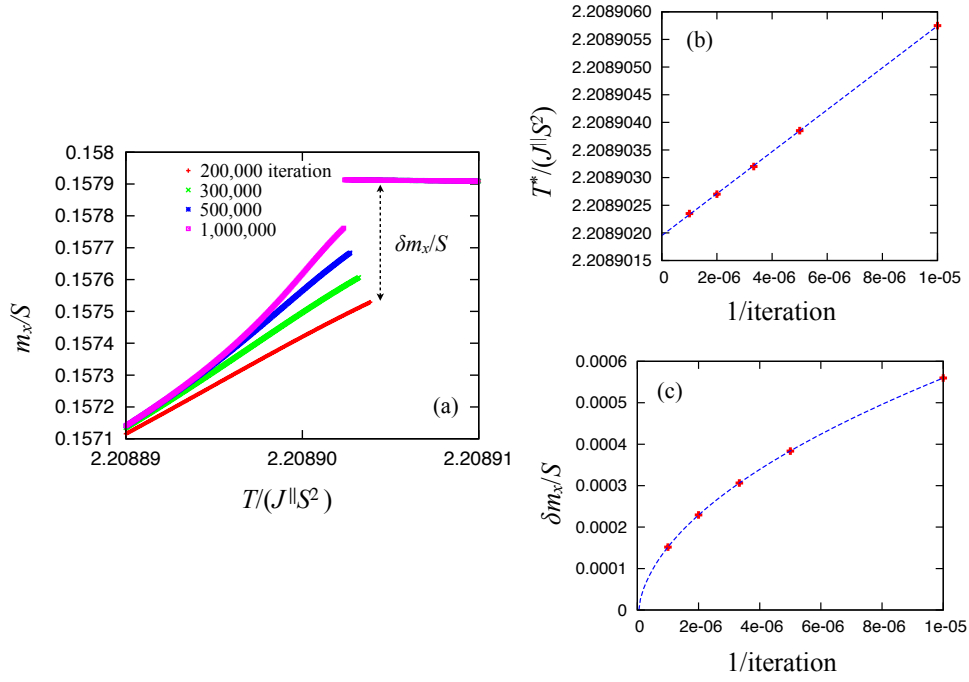 0.158
0.1579
0.1578
0.1577
0.1576
0.1575
0.1574
0.1573
0.1572
0.1571
mx/S
200,000 iteration
300,000
500,000
1,000,000
δmx/S
(a)
2.20889
2.20890
2.20891
T/(J||S²)
2.2089060
2.2089055
2.2089050
2.2089045
2.2089040
2.2089035
2.2089030
2.2089025
2.2089020
2.2089015
T*/(J||S²)
(b)
0
2e-06
4e-06
6e-06
8e-06
1e-05
1/iteration
0.0006
0.0005
0.0004
0.0003
0.0002
0.0001
0
δmx/S
(c)
0
2e-06
4e-06
6e-06
8e-06
1e-05
1/iteration